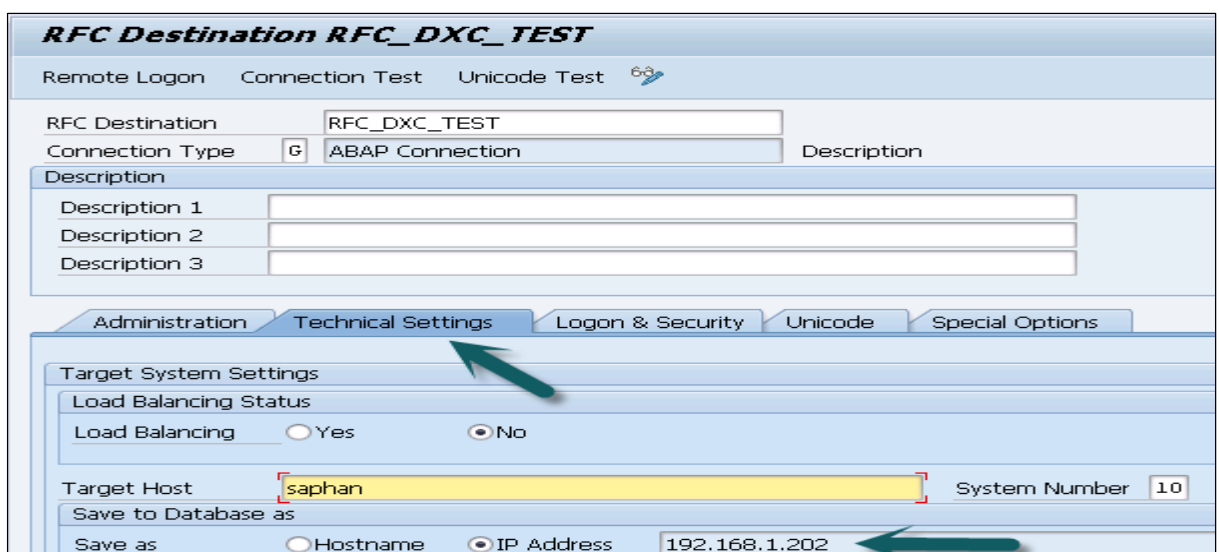 RFC Destination RFC_DXC_TEST
Remote Logon Connection Test Unicode Test
RFC Destination RFC_DXC_TEST
Connection Type G ABAP Connection Description
Description
Description 1
Description 2
Description 3
Administration Technical Settings Logon & Security Unicode Special Options
Target System Settings
Load Balancing Status
Load Balancing Yes No
Target Host saphan System Number 10
Save to Database as
Save as Hostname IP Address 192.168.1.202